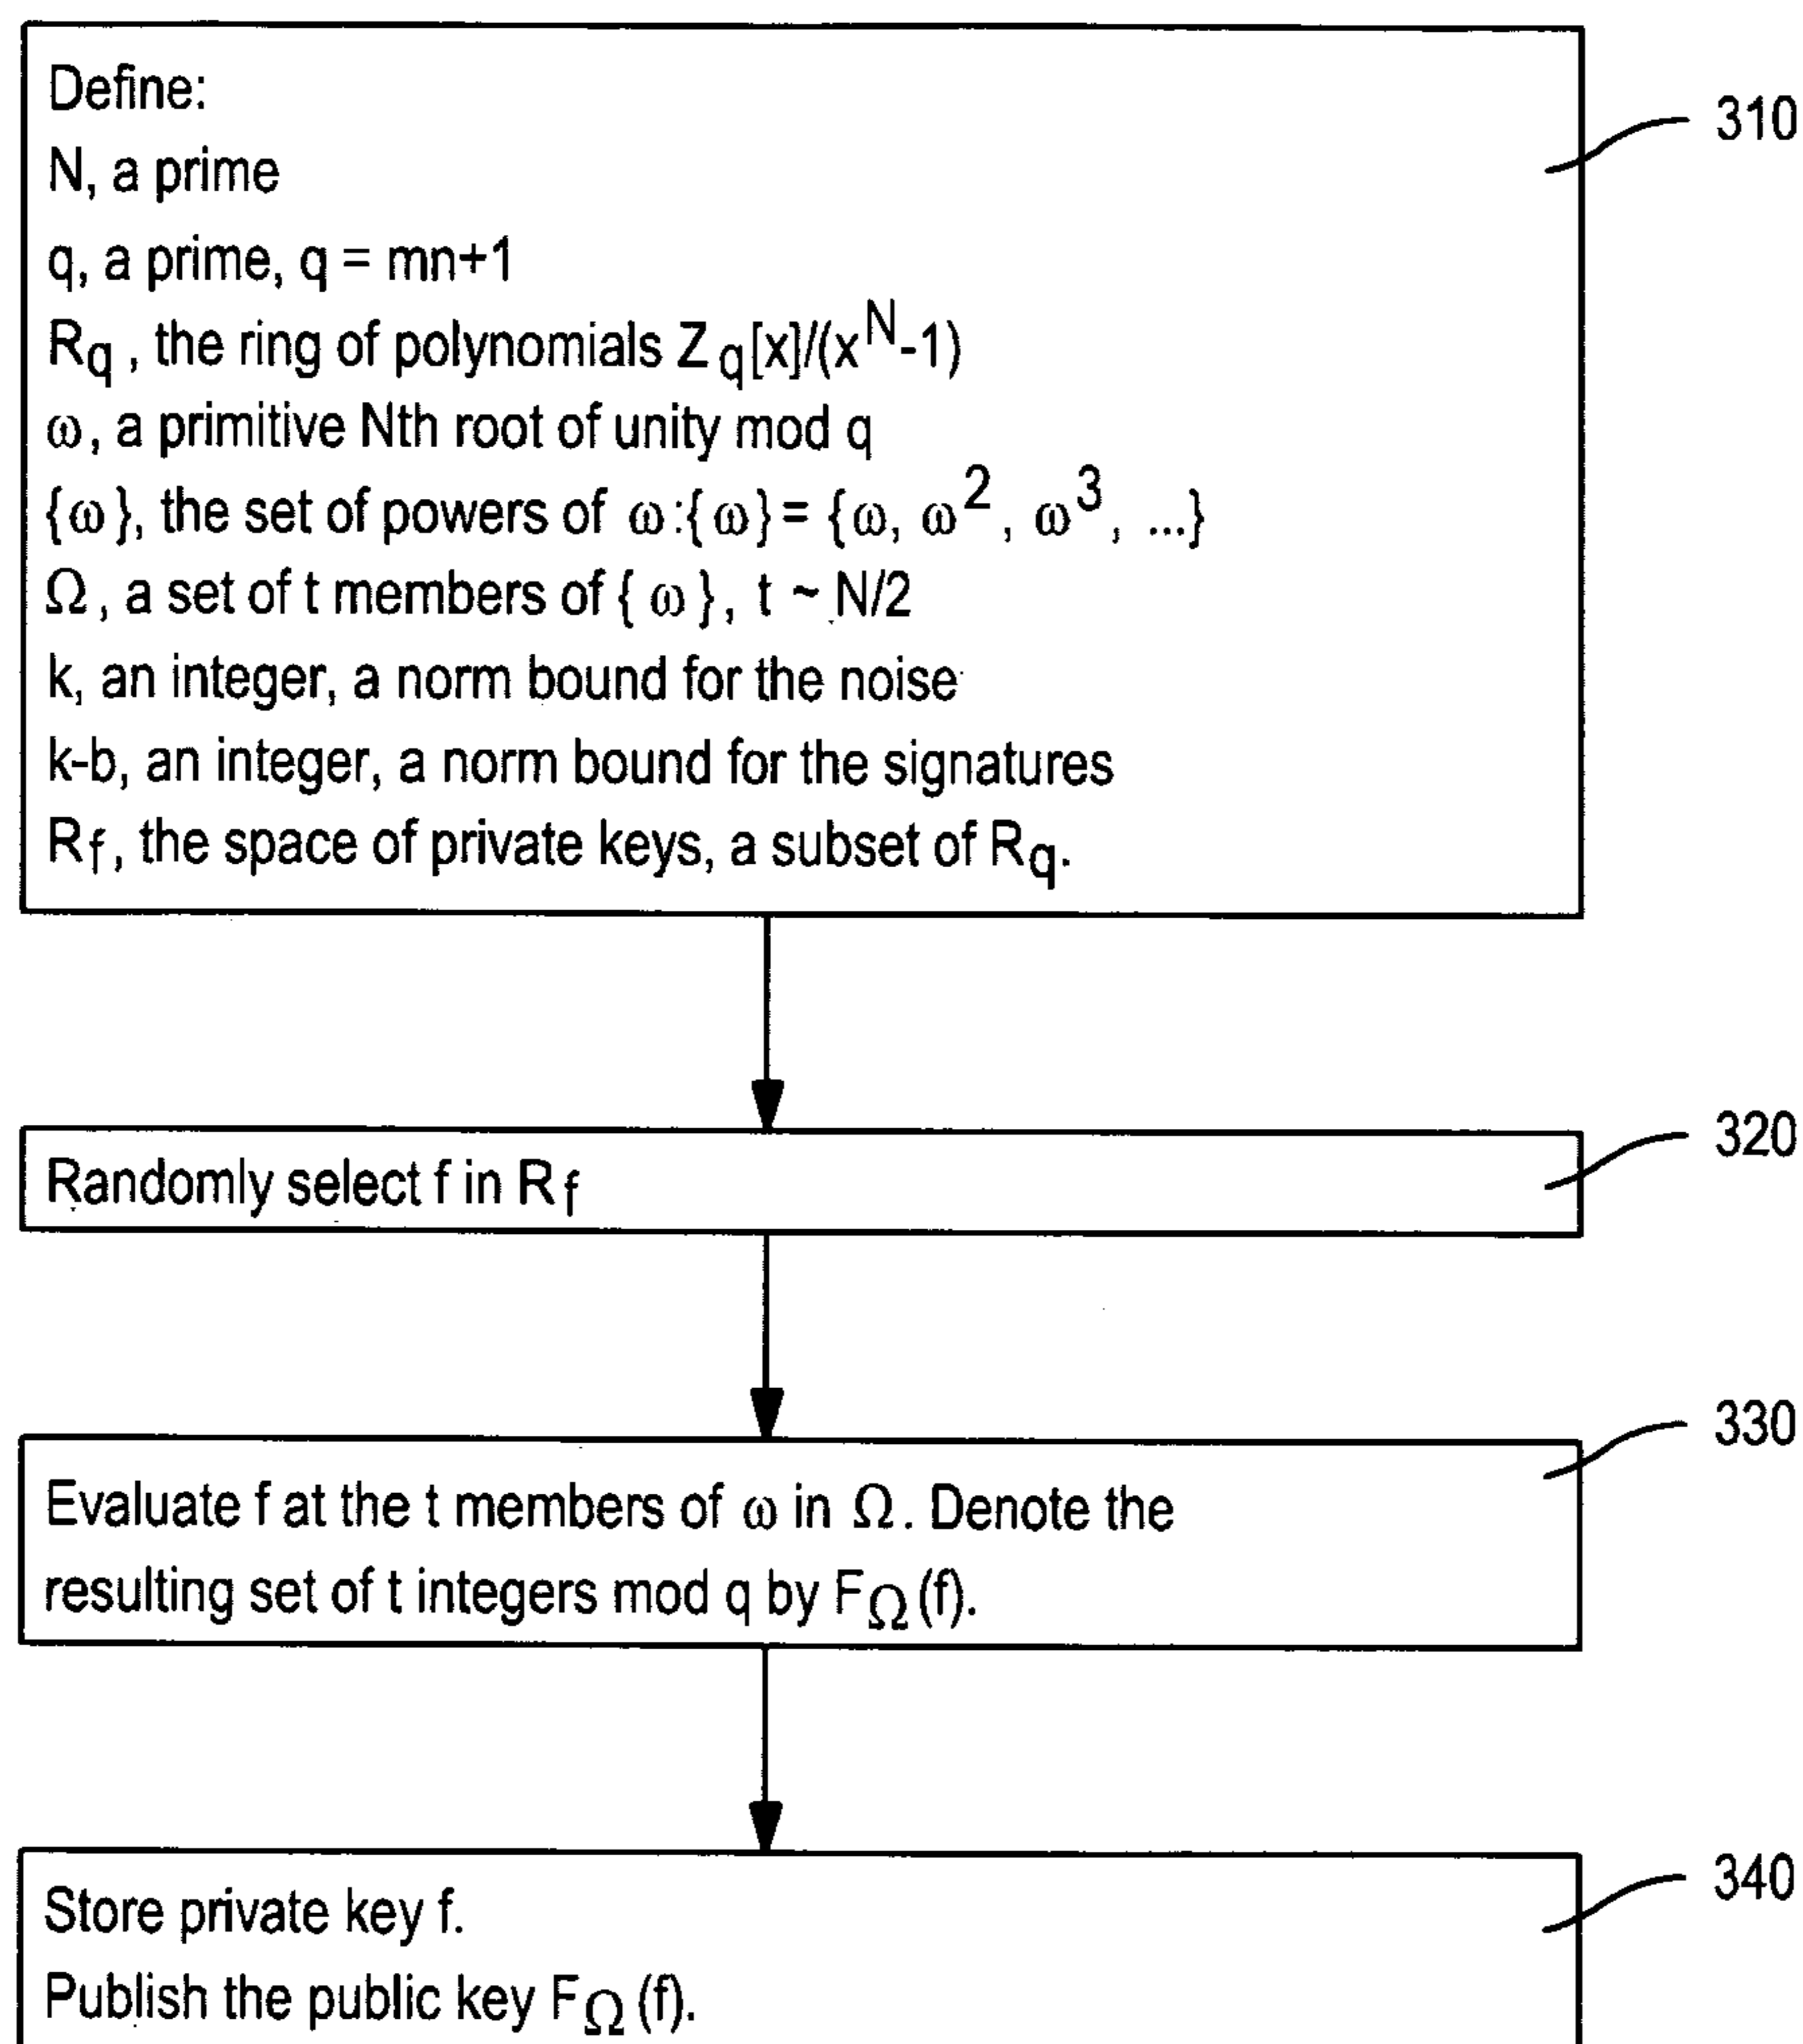 Define:
N, a prime
q, a prime, q = mn+1
Rq , the ring of polynomials Z q[x]/(x^N-1)
ω, a primitive Nth root of unity mod q
{ω}, the set of powers of ω:{ω}= {ω, ω^2, ω^3, ...}
Ω, a set of t members of { ω}, t ~ N/2
k, an integer, a norm bound for the noise
k-b, an integer, a norm bound for the signatures
Rf, the space of private keys, a subset of Rq.
310
Randomly select f in Rf
320
Evaluate f at the t members of ω in Ω. Denote the
resulting set of t integers mod q by FΩ(f).
330
Store private key f.
Publish the public key FΩ(f).
340